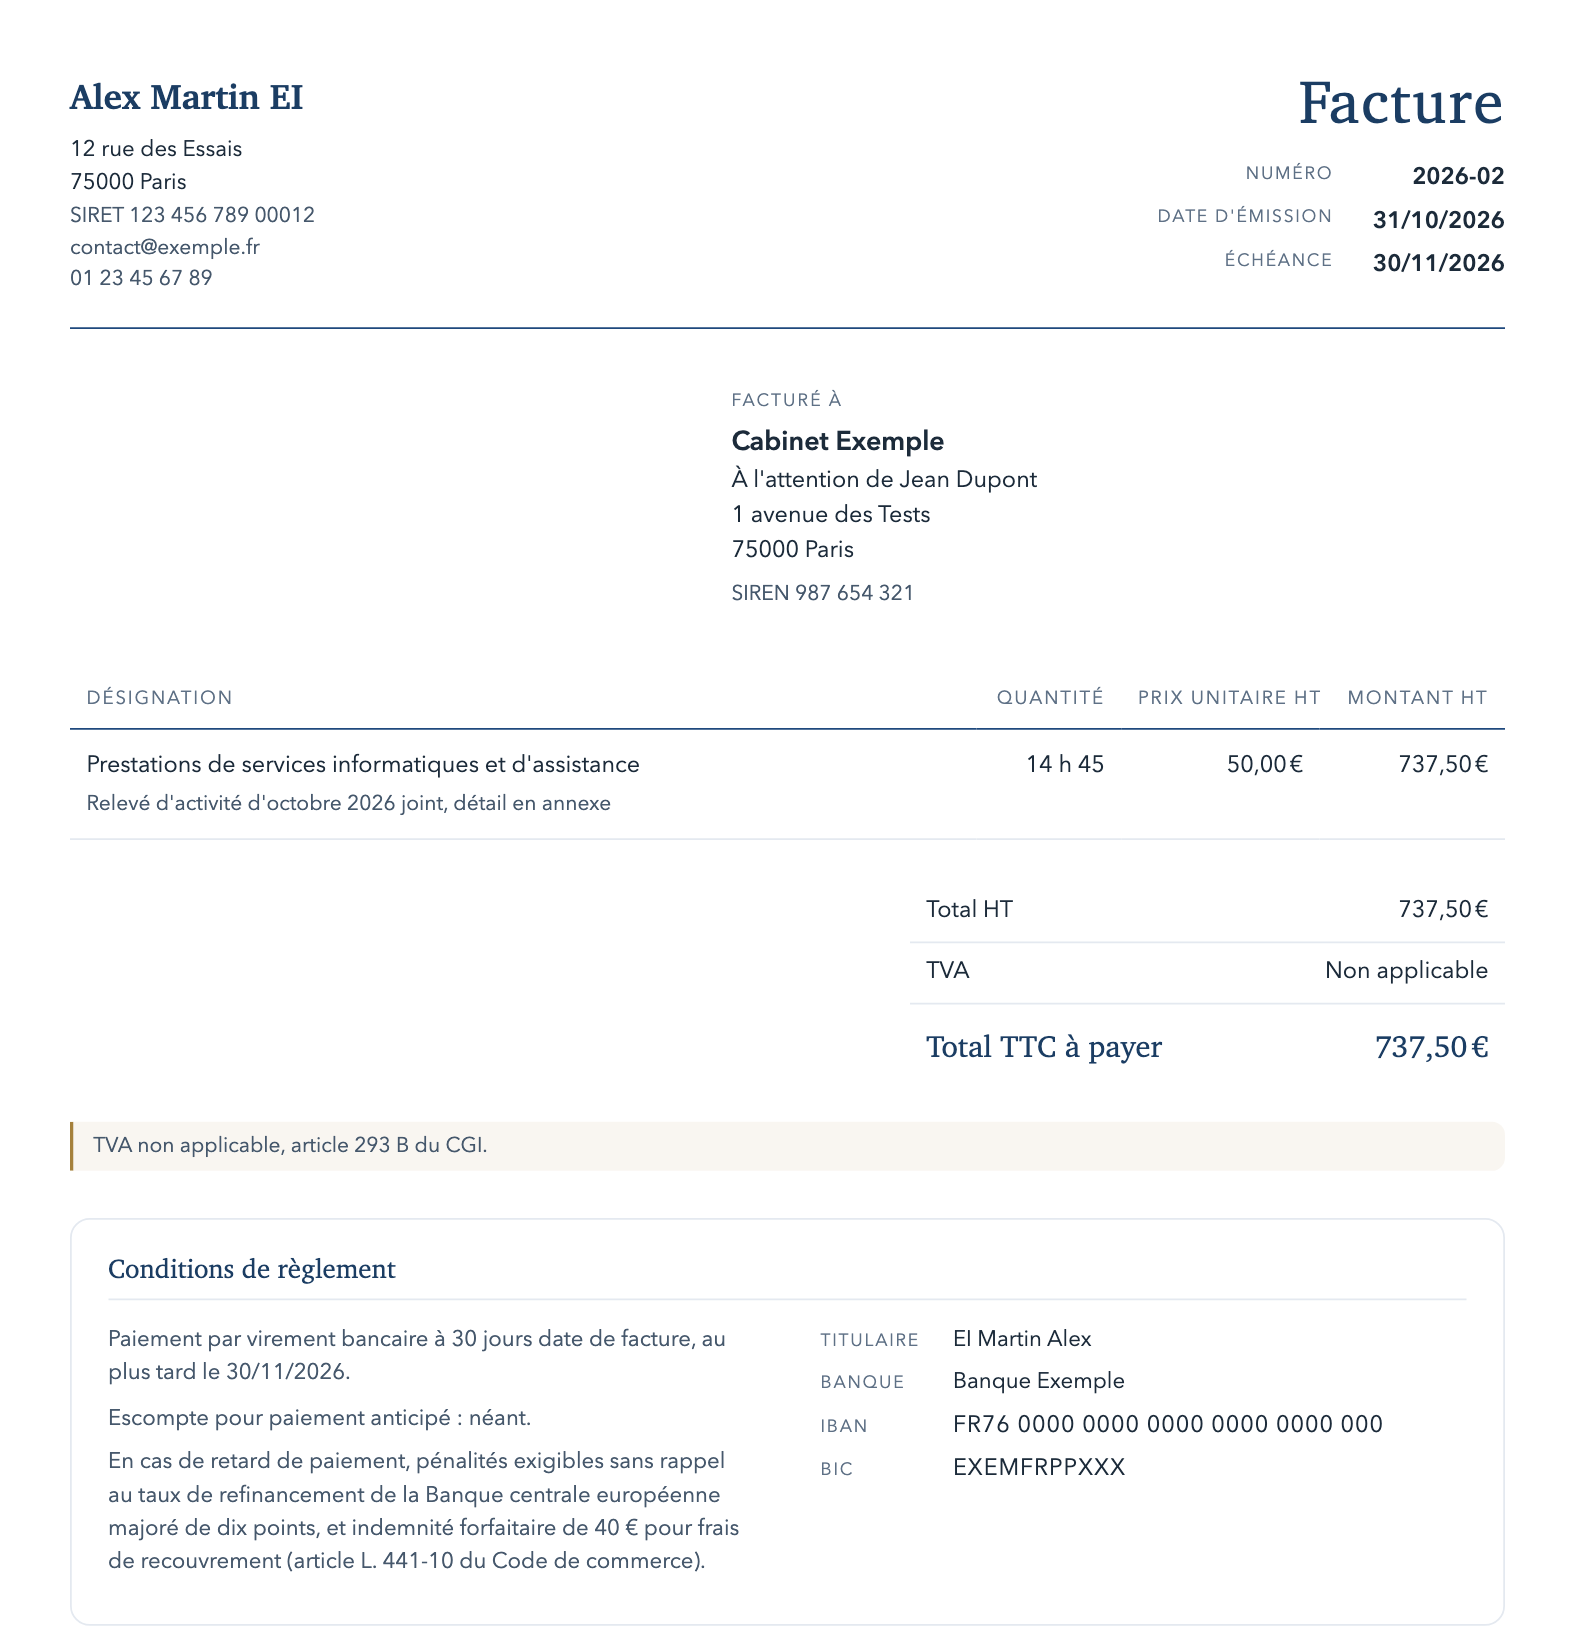 Alex Martin EI
12 rue des Essais
75000 Paris
SIRET 123 456 789 00012
contact@exemple.fr
01 23 45 67 89
Facture
NUMÉRO 2026-02
DATE D'ÉMISSION 31/10/2026
ÉCHÉANCE 30/11/2026
FACTURÉ À
Cabinet Exemple
À l'attention de Jean Dupont
1 avenue des Tests
75000 Paris
SIREN 987 654 321
DÉSIGNATION QUANTITÉ PRIX UNITAIRE HT MONTANT HT
Prestations de services informatiques et d'assistance 14 h 45 50,00 € 737,50 €
Relevé d'activité d'octobre 2026 joint, détail en annexe
Total HT 737,50 €
TVA Non applicable
Total TTC à payer 737,50 €
TVA non applicable, article 293 B du CGI.
Conditions de règlement
Paiement par virement bancaire à 30 jours date de facture, au
plus tard le 30/11/2026.
Escompte pour paiement anticipé : néant.
En cas de retard de paiement, pénalités exigibles sans rappel
au taux de refinancement de la Banque centrale européenne
majoré de dix points, et indemnité forfaitaire de 40 € pour frais
de recouvrement (article L. 441-10 du Code de commerce).
TITULAIRE EI Martin Alex
BANQUE Banque Exemple
IBAN FR76 0000 0000 0000 0000 0000 000
BIC EXEMFRPPXXX